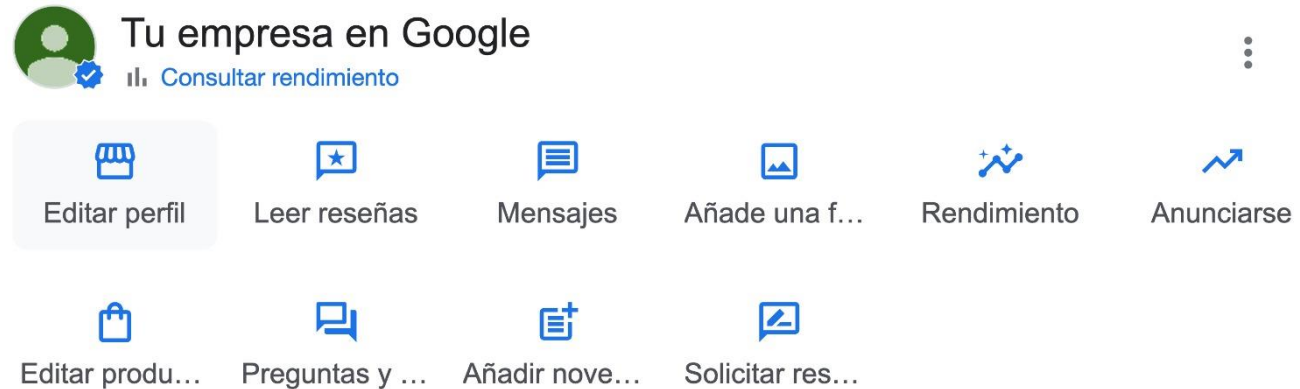 Tu empresa en Google
Consultar rendimiento
Editar perfil Leer reseñas Mensajes Añade una f... Rendimiento Anunciarse
Editar produ... Preguntas y ... Añadir nove... Solicitar res...